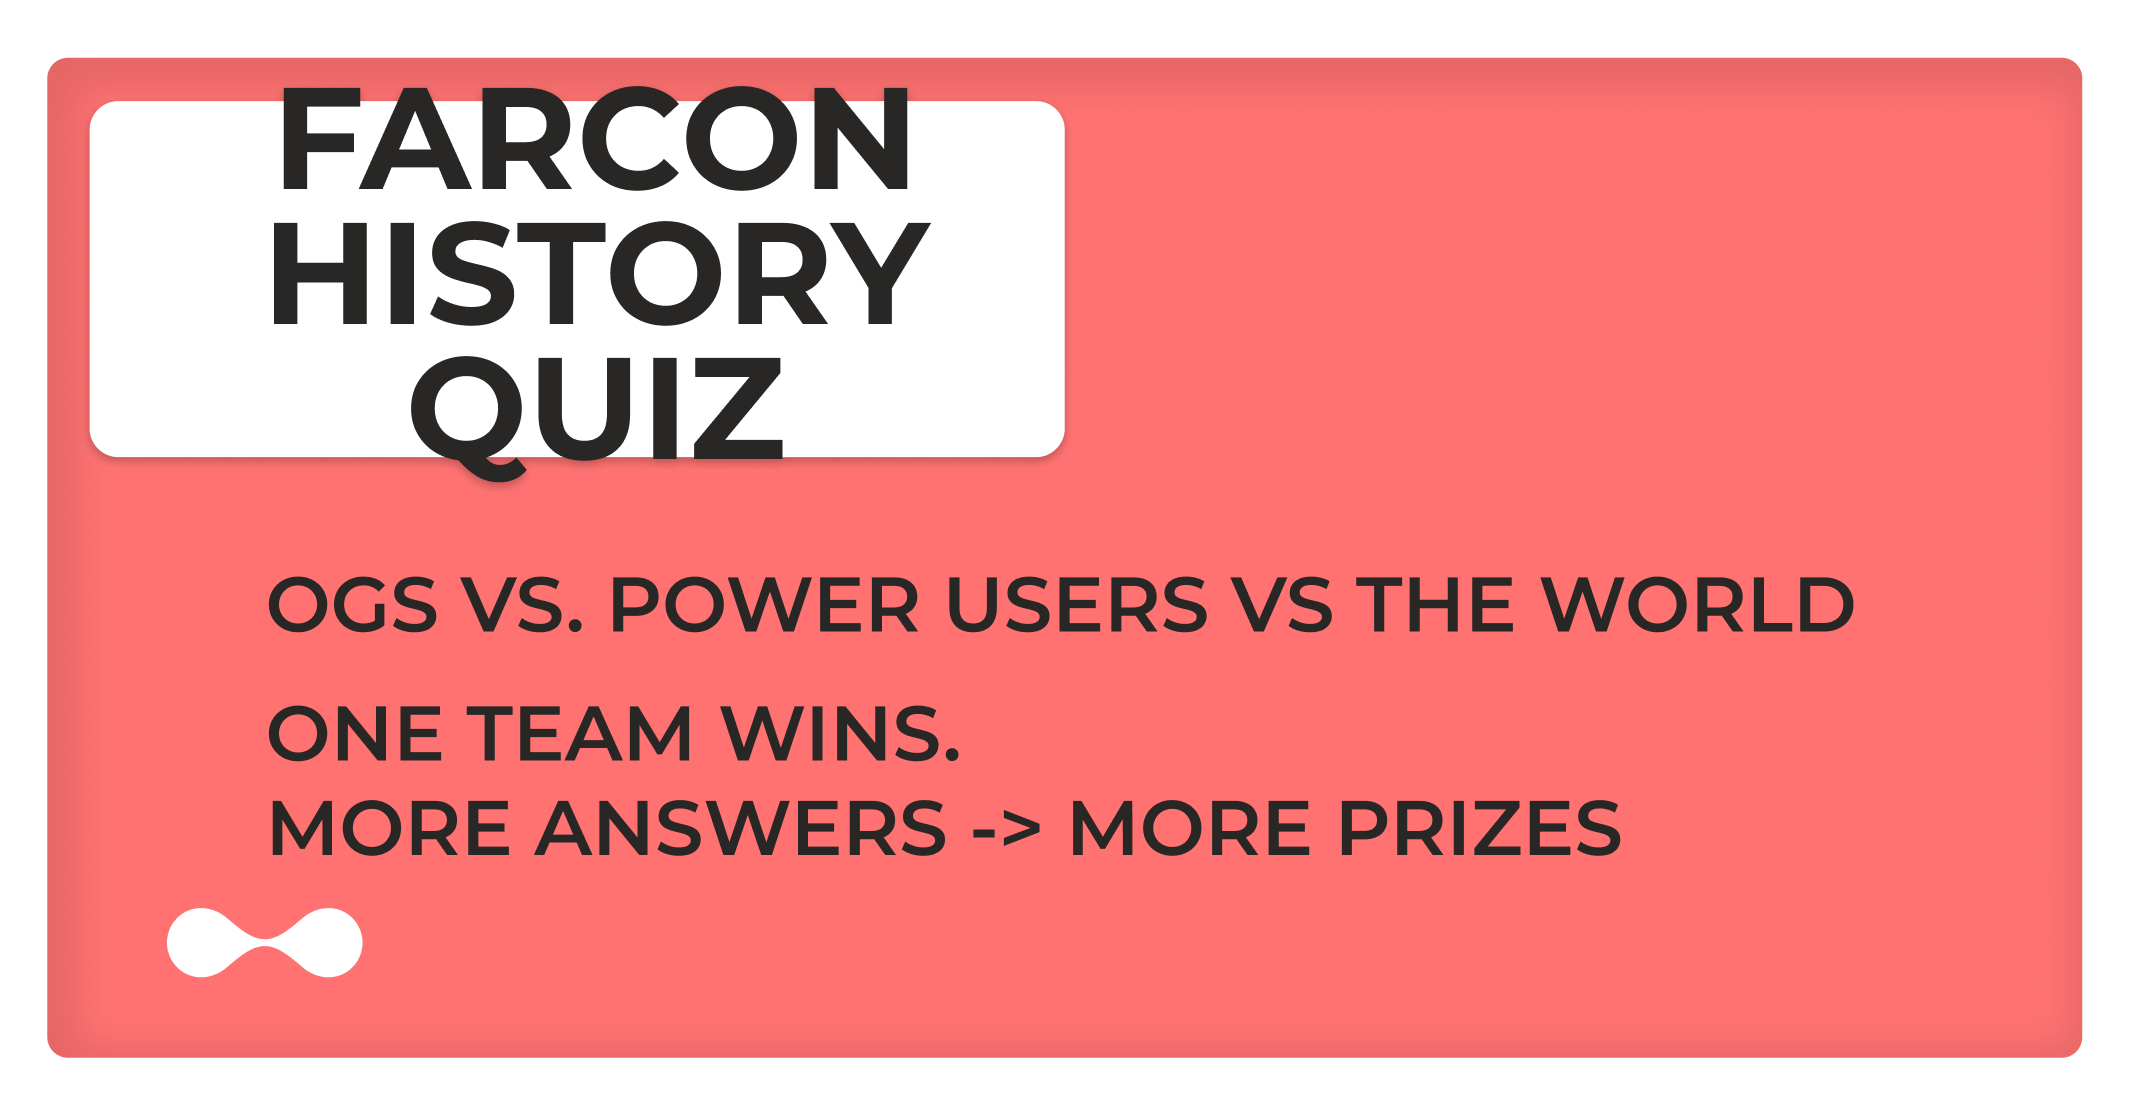 FARCON
HISTORY
QUIZ
OGS VS. POWER USERS VS THE WORLD
ONE TEAM WINS.
MORE ANSWERS -> MORE PRIZES